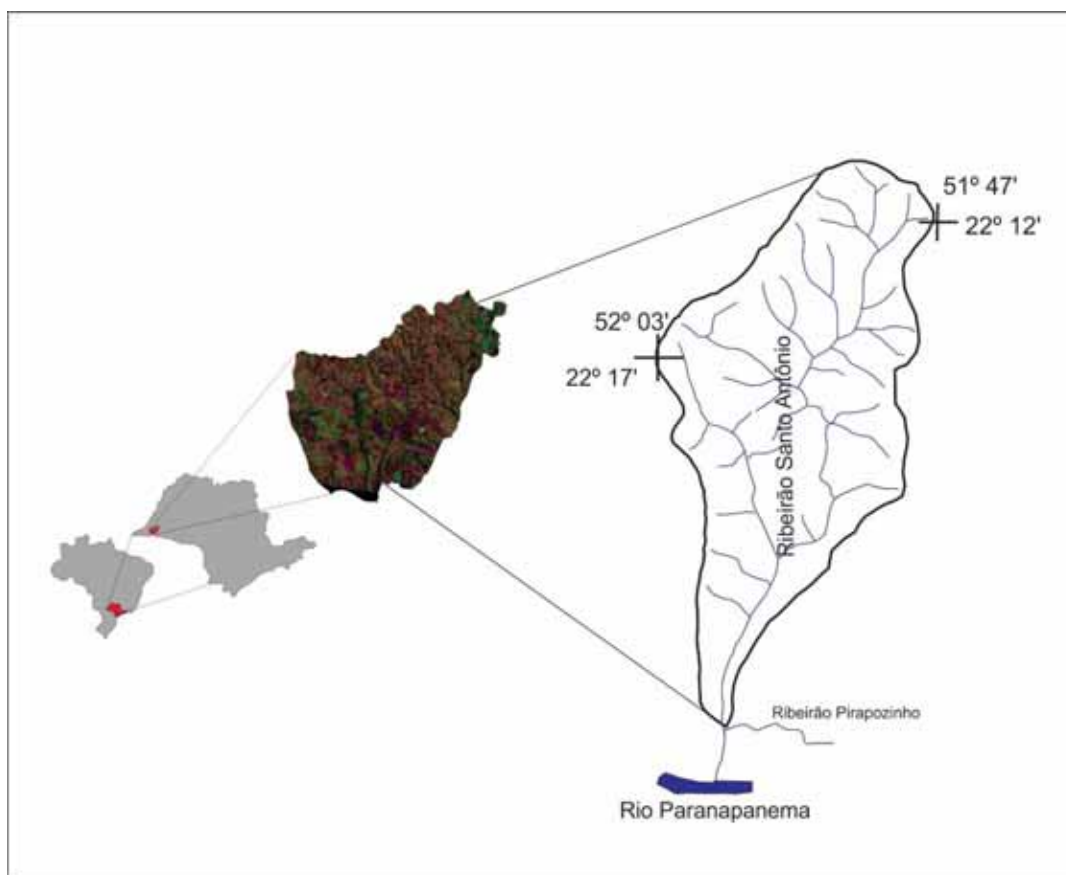 51º 47'
22º 12'
52º 03'
22º 17'
Ribeirão Santo Antônio
Ribeirão Pirapozinho
Rio Paranapanema